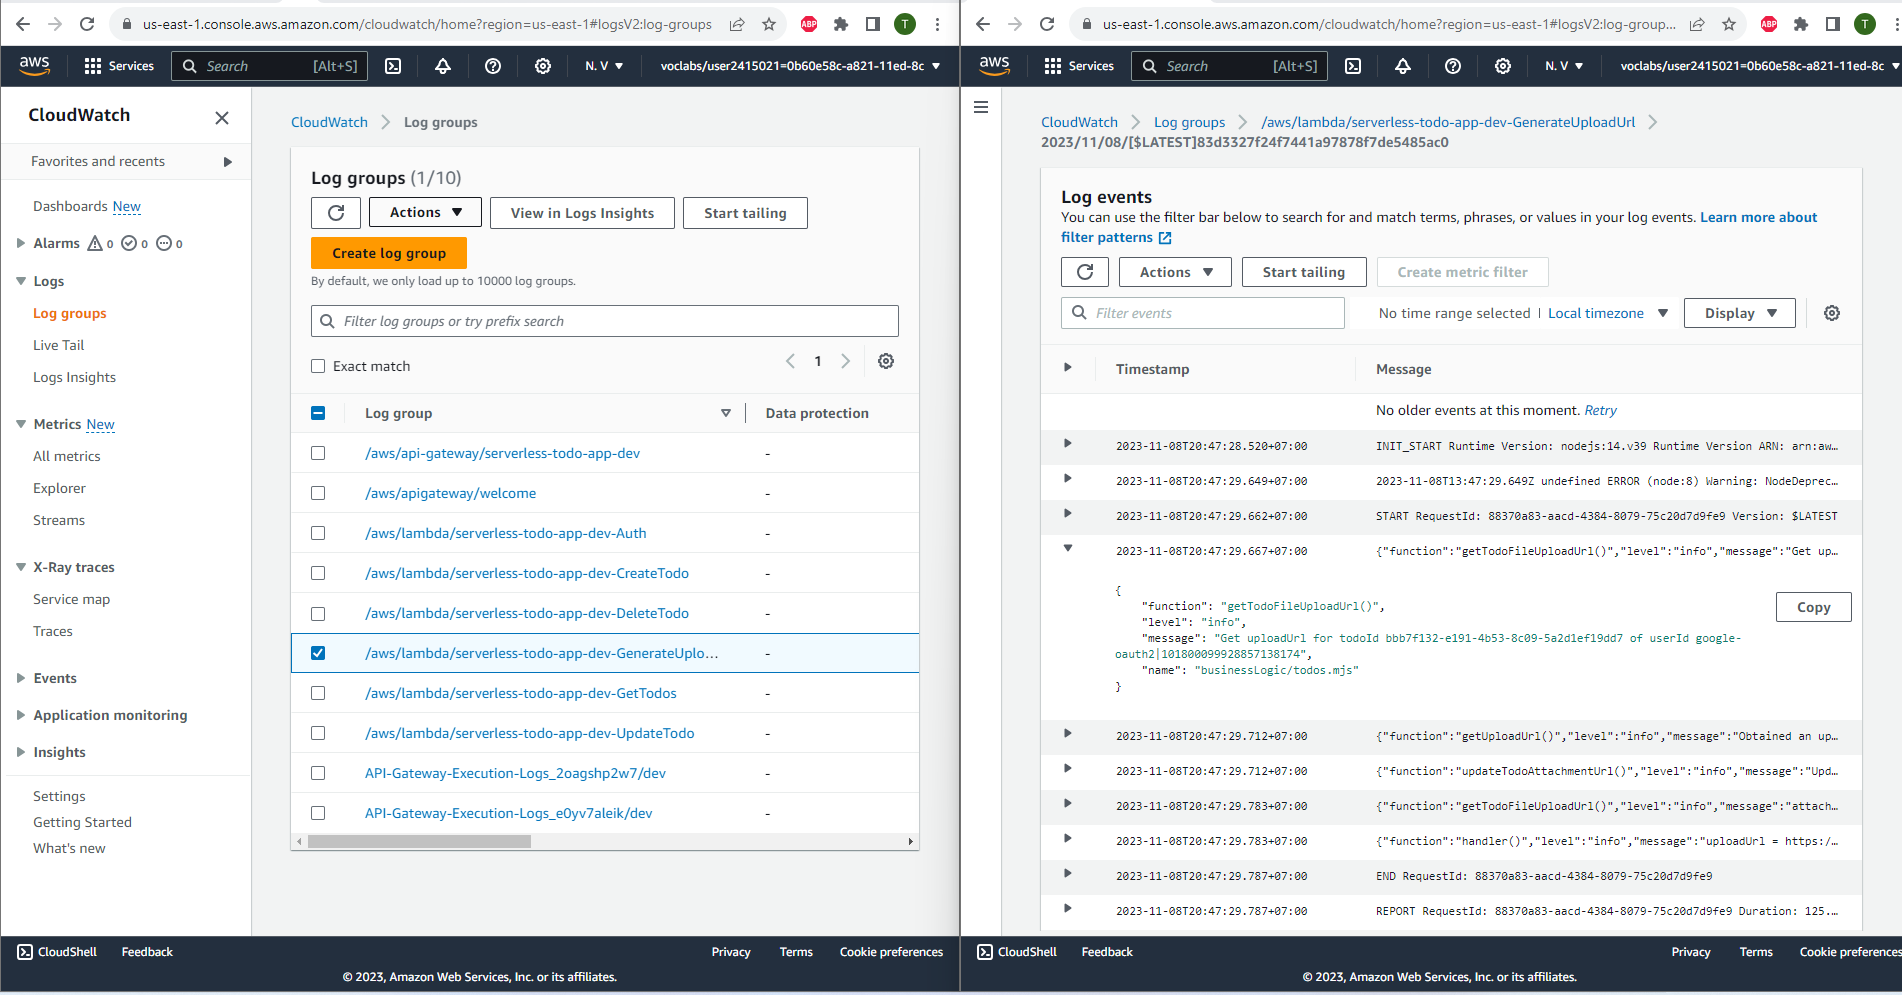 us-east-1.console.aws.amazon.com/cloudwatch/home?region=us-east-1#logsV2:log-groups
ABP
T
aws
Services
Search
[Alt+S]
N. V
voclabs/user2415021=0b60e58c-a821-11ed-8c
CloudWatch
Favorites and recents
Dashboards New
Alarms 0 0 0
Logs
Log groups
Live Tail
Logs Insights
Metrics New
All metrics
Explorer
Streams
X-Ray traces
Service map
Traces
Events
Application monitoring
Insights
Settings
Getting Started
What's new
CloudWatch
Log groups
Log groups (1/10)
Actions
View in Logs Insights
Start tailing
Create log group
By default, we only load up to 10000 log groups.
Filter log groups or try prefix search
Exact match
1
Log group
Data protection
/aws/api-gateway/serverless-todo-app-dev -
/aws/apigateway/welcome -
/aws/lambda/serverless-todo-app-dev-Auth -
/aws/lambda/serverless-todo-app-dev-CreateTodo -
/aws/lambda/serverless-todo-app-dev-DeleteTodo -
/aws/lambda/serverless-todo-app-dev-GenerateUplo... -
/aws/lambda/serverless-todo-app-dev-GetTodos -
/aws/lambda/serverless-todo-app-dev-UpdateTodo -
API-Gateway-Execution-Logs_2oagshp2w7/dev -
API-Gateway-Execution-Logs_e0yv7aleik/dev -
CloudShell
Feedback
Privacy
Terms
Cookie preferences
© 2023, Amazon Web Services, Inc. or its affiliates.
us-east-1.console.aws.amazon.com/cloudwatch/home?region=us-east-1#logsV2:log-group...
ABP
T
aws
Services
Search
[Alt+S]
N. V
voclabs/user2415021=0b60e58c-a821-11ed-8c
CloudWatch
Log groups
/aws/lambda/serverless-todo-app-dev-GenerateUploadUrl
2023/11/08/[$LATEST]83d3327f24f7441a97878f7de5485ac0
Log events
You can use the filter bar below to search for and match terms, phrases, or values in your log events. Learn more about
filter patterns
Actions
Start tailing
Create metric filter
Filter events
No time range selected
Local timezone
Display
Timestamp
Message
No older events at this moment. Retry
2023-11-08T20:47:28.520+07:00 INIT_START Runtime Version: nodejs:14.v39 Runtime Version ARN: arn:aw…
2023-11-08T20:47:29.649+07:00 2023-11-08T13:47:29.649Z undefined ERROR (node:8) Warning: NodeDeprec…
2023-11-08T20:47:29.662+07:00 START RequestId: 88370a83-aacd-4384-8079-75c20d7d9fe9 Version: $LATEST
2023-11-08T20:47:29.667+07:00 {"function":"getTodoFileUploadUrl()","level":"info","message":"Get up…
{
"function": "getTodoFileUploadUrl()",
"level": "info",
"message": "Get uploadUrl for todoId bbb7f132-e191-4b53-8c09-5a2d1ef19dd7 of userId google-
oauth2|101800099928857138174",
"name": "businessLogic/todos.mjs"
}
Copy
2023-11-08T20:47:29.712+07:00 {"function":"getUploadUrl()","level":"info","message":"Obtained an up…
2023-11-08T20:47:29.712+07:00 {"function":"updateTodoAttachmentUrl()","level":"info","message":"Upd…
2023-11-08T20:47:29.783+07:00 {"function":"getTodoFileUploadUrl()","level":"info","message":"attach…
2023-11-08T20:47:29.783+07:00 {"function":"handler()","level":"info","message":"uploadUrl = https:/…
2023-11-08T20:47:29.787+07:00 END RequestId: 88370a83-aacd-4384-8079-75c20d7d9fe9
2023-11-08T20:47:29.787+07:00 REPORT RequestId: 88370a83-aacd-4384-8079-75c20d7d9fe9 Duration: 125.…
CloudShell
Feedback
Privacy
Terms
Cookie preferences
© 2023, Amazon Web Services, Inc. or its affiliates.